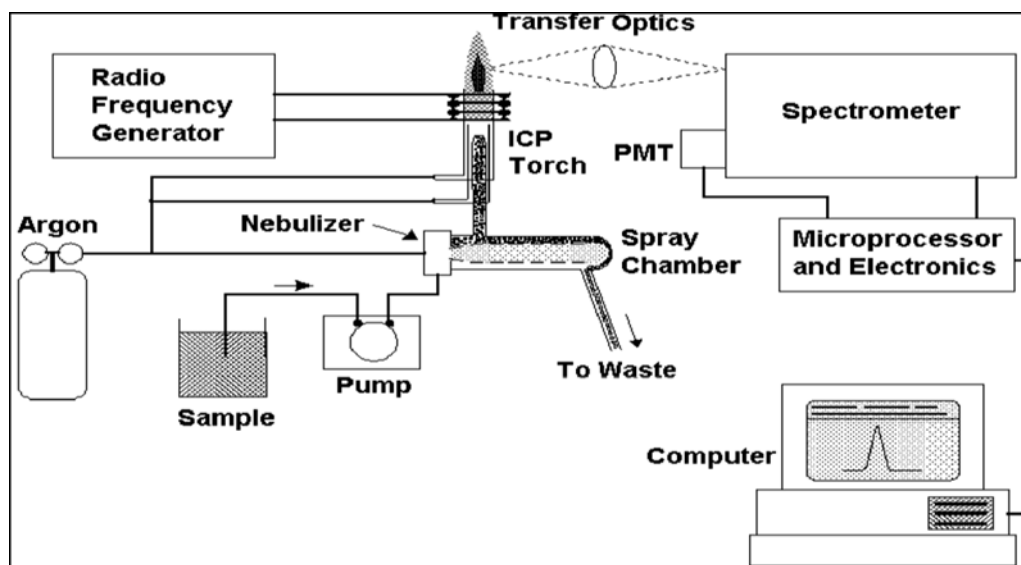 Transfer Optics
Radio
Frequency
Generator
Spectrometer
ICP
Torch
PMT
Argon
Nebulizer
Spray
Chamber
Microprocessor
and Electronics
Pump
To Waste
Sample
Computer